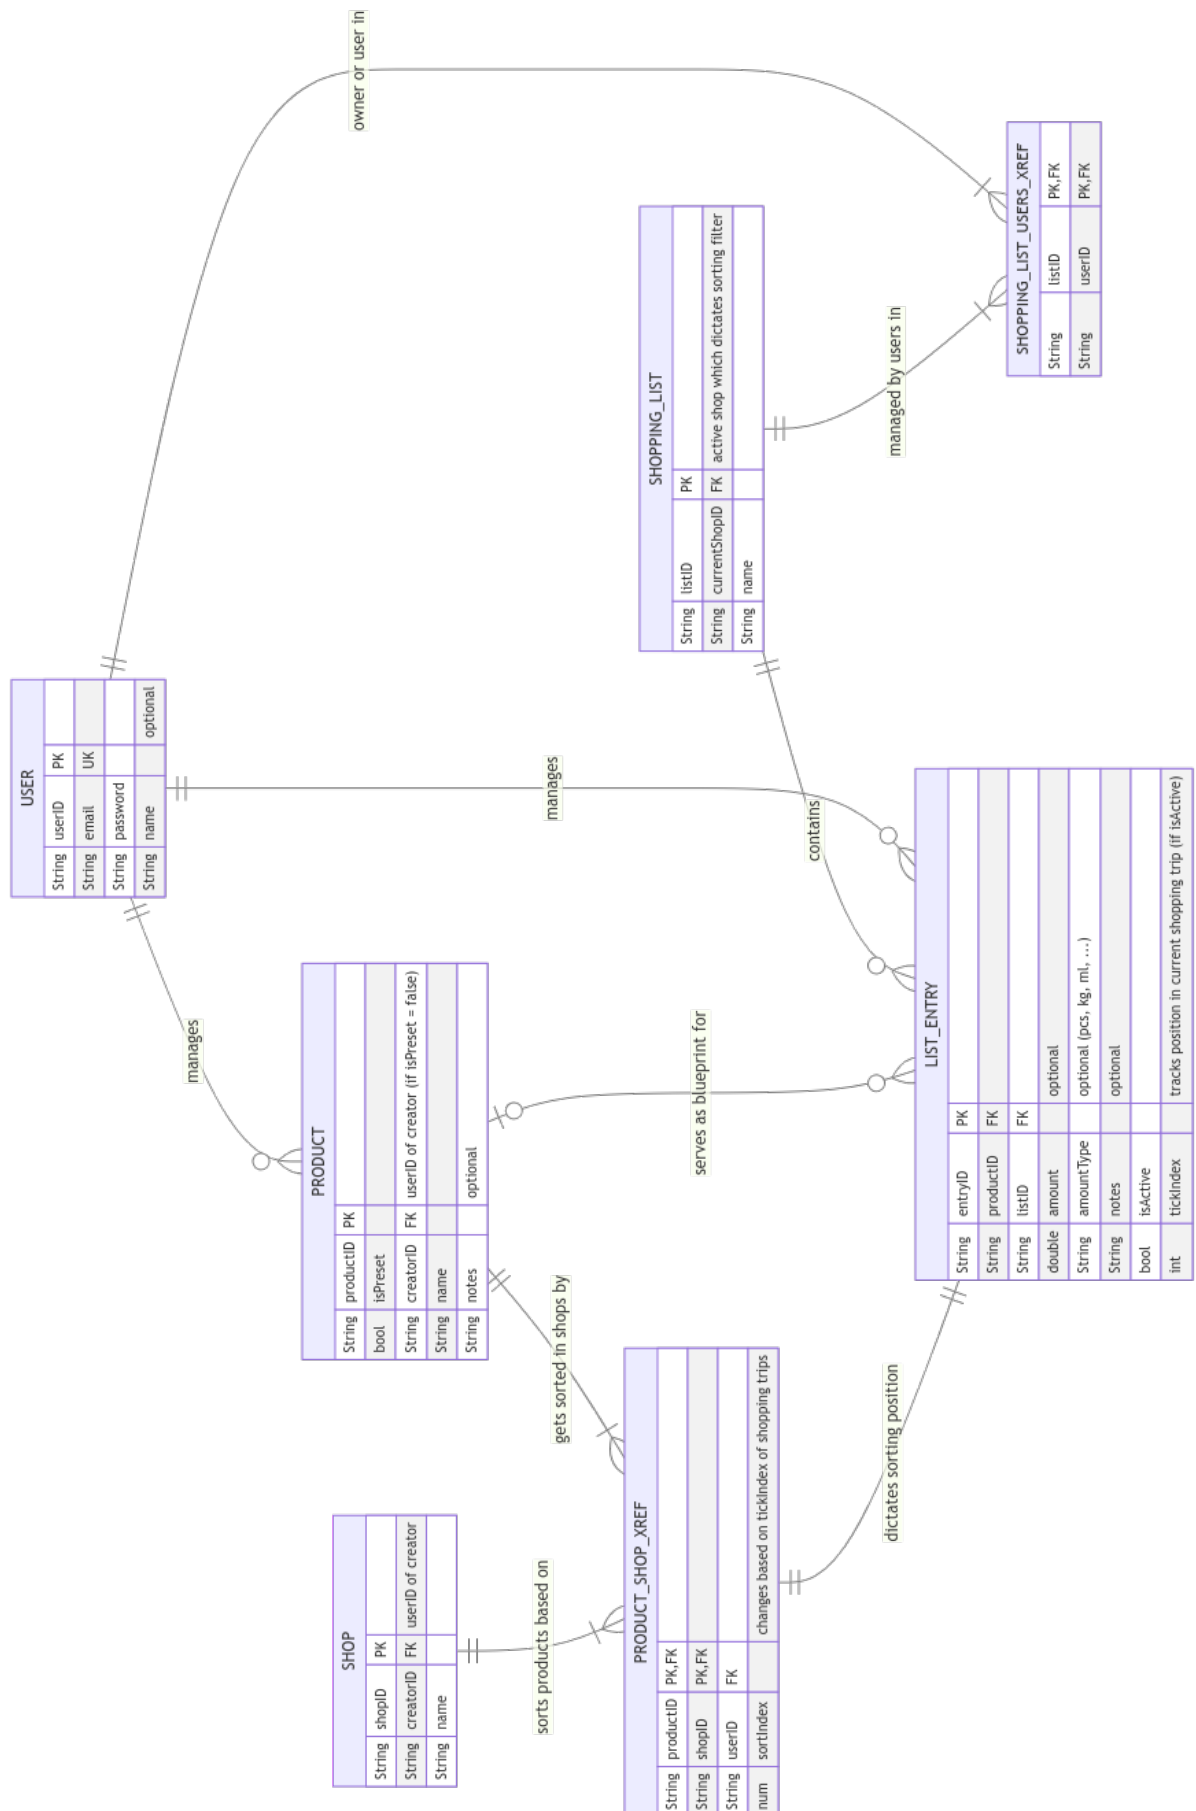 owner or user in
USER
String userID PK
String email UK
String password
String name optional
SHOPPING_LIST_USERS_XREF
String listID PK,FK
String userID PK,FK
SHOPPING_LIST
String listID PK
String currentShopID FK active shop which dictates sorting filter
String name
managed by users in
manages
manages
contains
PRODUCT
String productID PK
bool isPreset
String creatorID FK userID of creator (if isPreset = false)
String name
String notes optional
serves as blueprint for
LIST_ENTRY
String entryID PK
String productID FK
String listID FK
double amount optional
String amountType optional (pcs, kg, ml, ...)
String notes optional
bool isActive
int tickIndex tracks position in current shopping trip (if isActive)
gets sorted in shops by
dictates sorting position
SHOP
String shopID PK
String creatorID FK userID of creator
String name
sorts products based on
PRODUCT_SHOP_XREF
String productID PK,FK
String shopID PK,FK
String userID FK
num sortIndex changes based on tickIndex of shopping trips